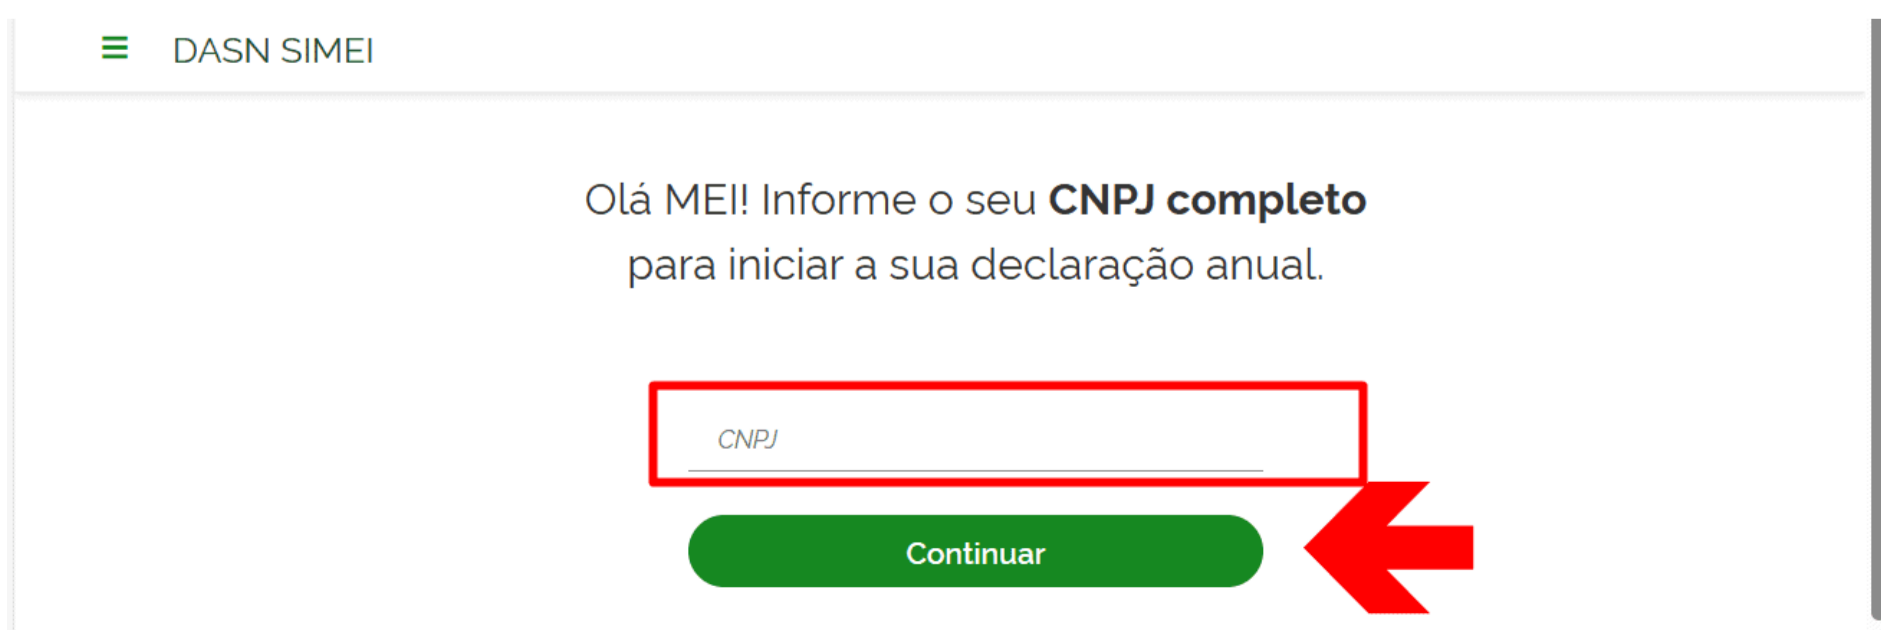 DASN SIMEI
Olá MEI! Informe o seu CNPJ completo
para iniciar a sua declaração anual.
CNPJ
Continuar